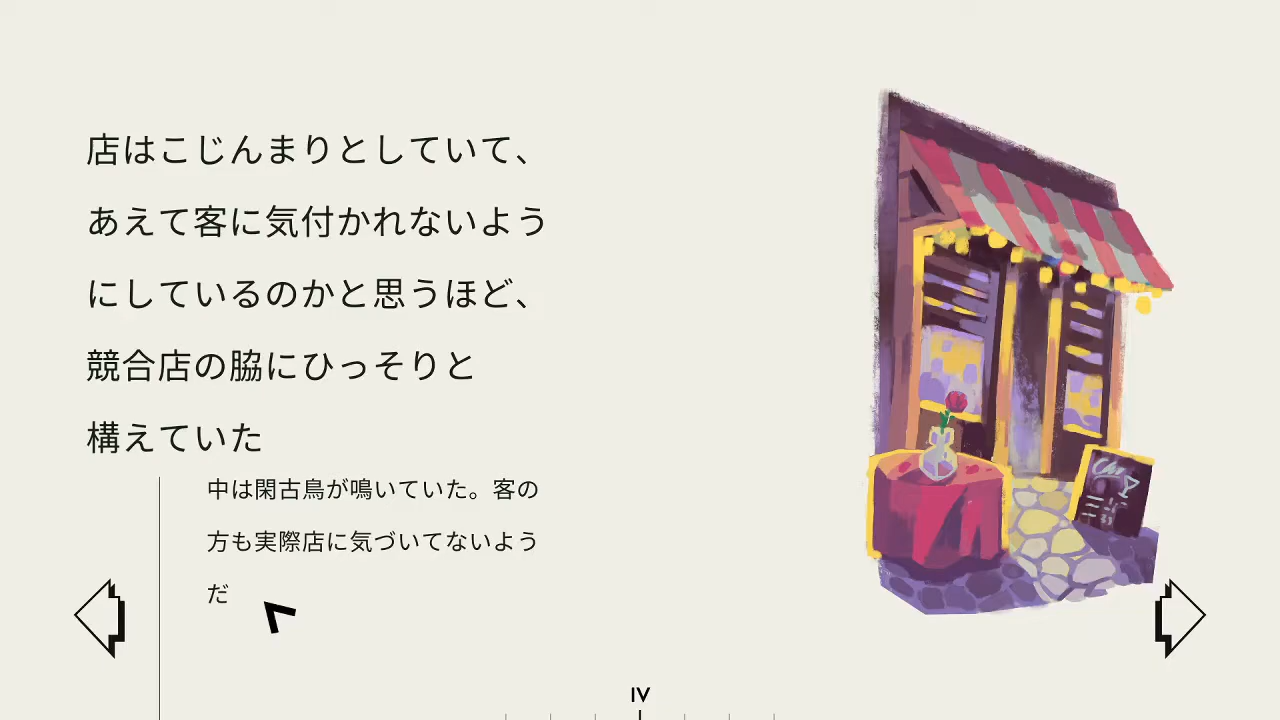 店はこじんまりとしていて、
あえて客に気付かれないよう
にしているのかと思うほど、
競合店の脇にひっそりと
構えていた
中は閑古鳥が鳴いていた。客の
方も実際店に気づいてないよう
だ
IV